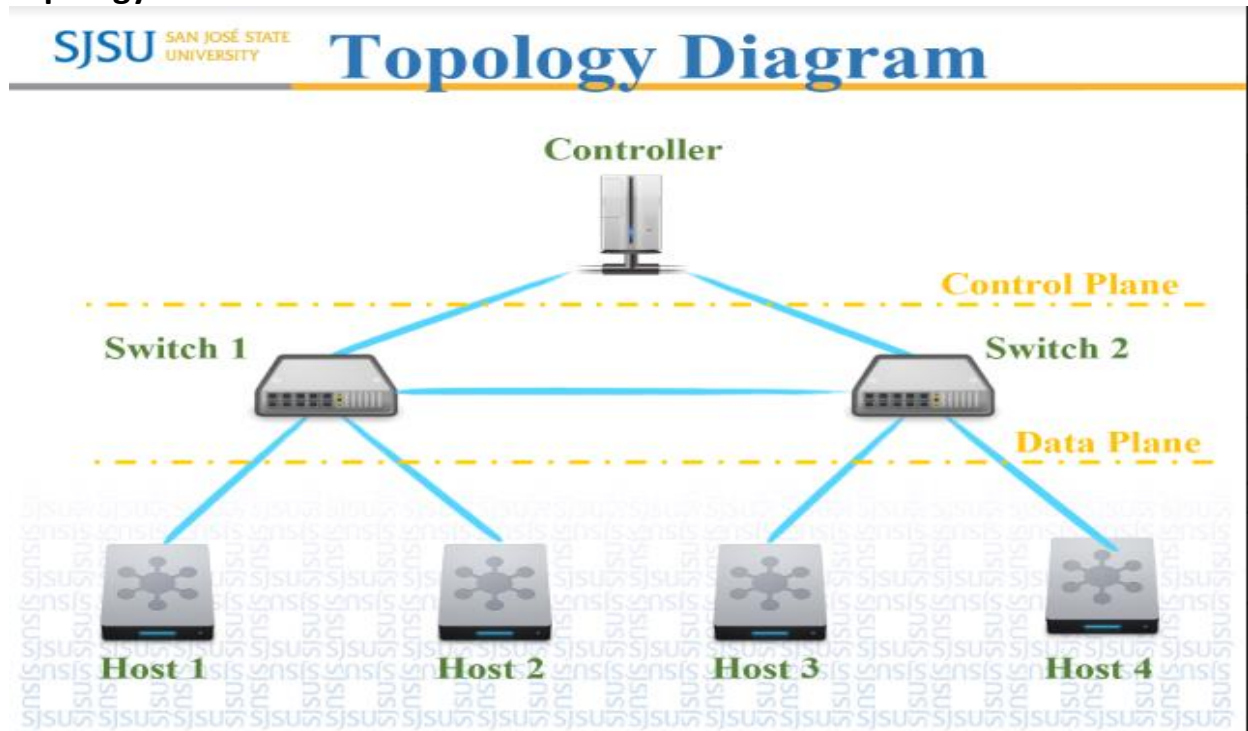 SJSU SAN JOSÉ STATE UNIVERSITY
Topology Diagram
Controller
Control Plane
Switch 1
Switch 2
Data Plane
Host 1
Host 2
Host 3
Host 4